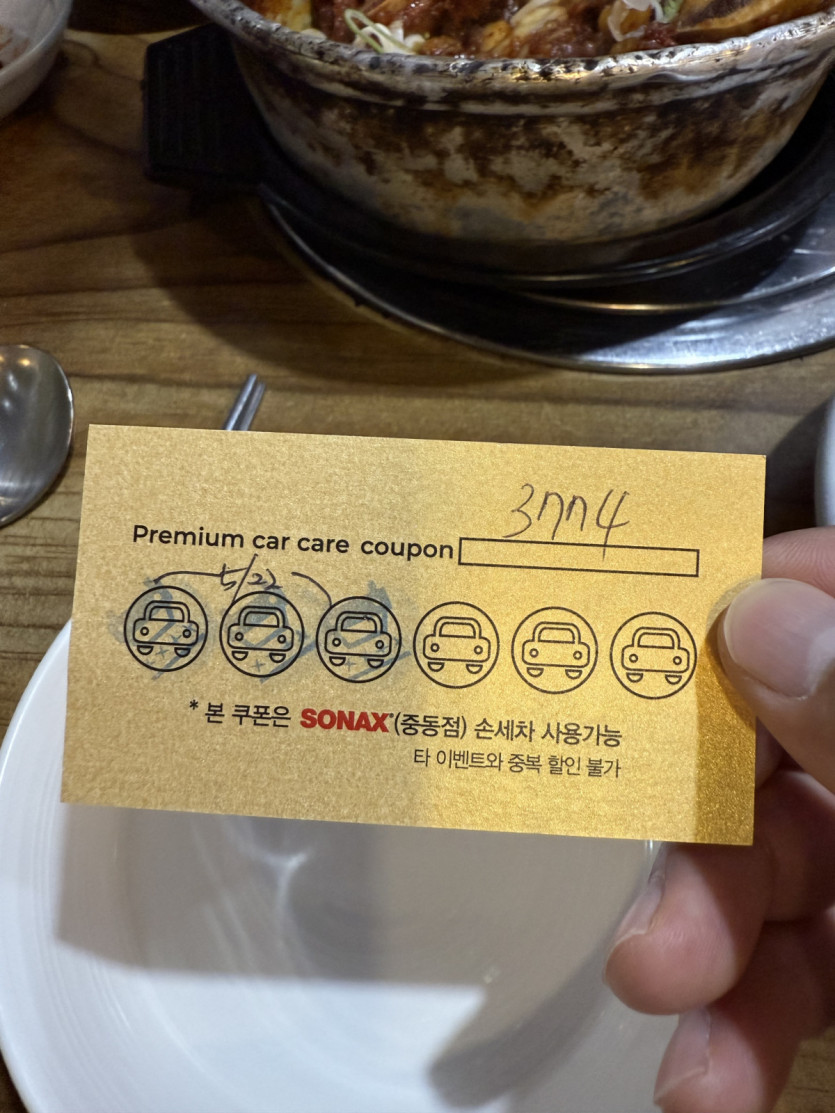 3774
Premium car care coupon
5/22
* 본 쿠폰은 SONAX(중동점) 손세차 사용가능
타 이벤트와 중복 할인 불가